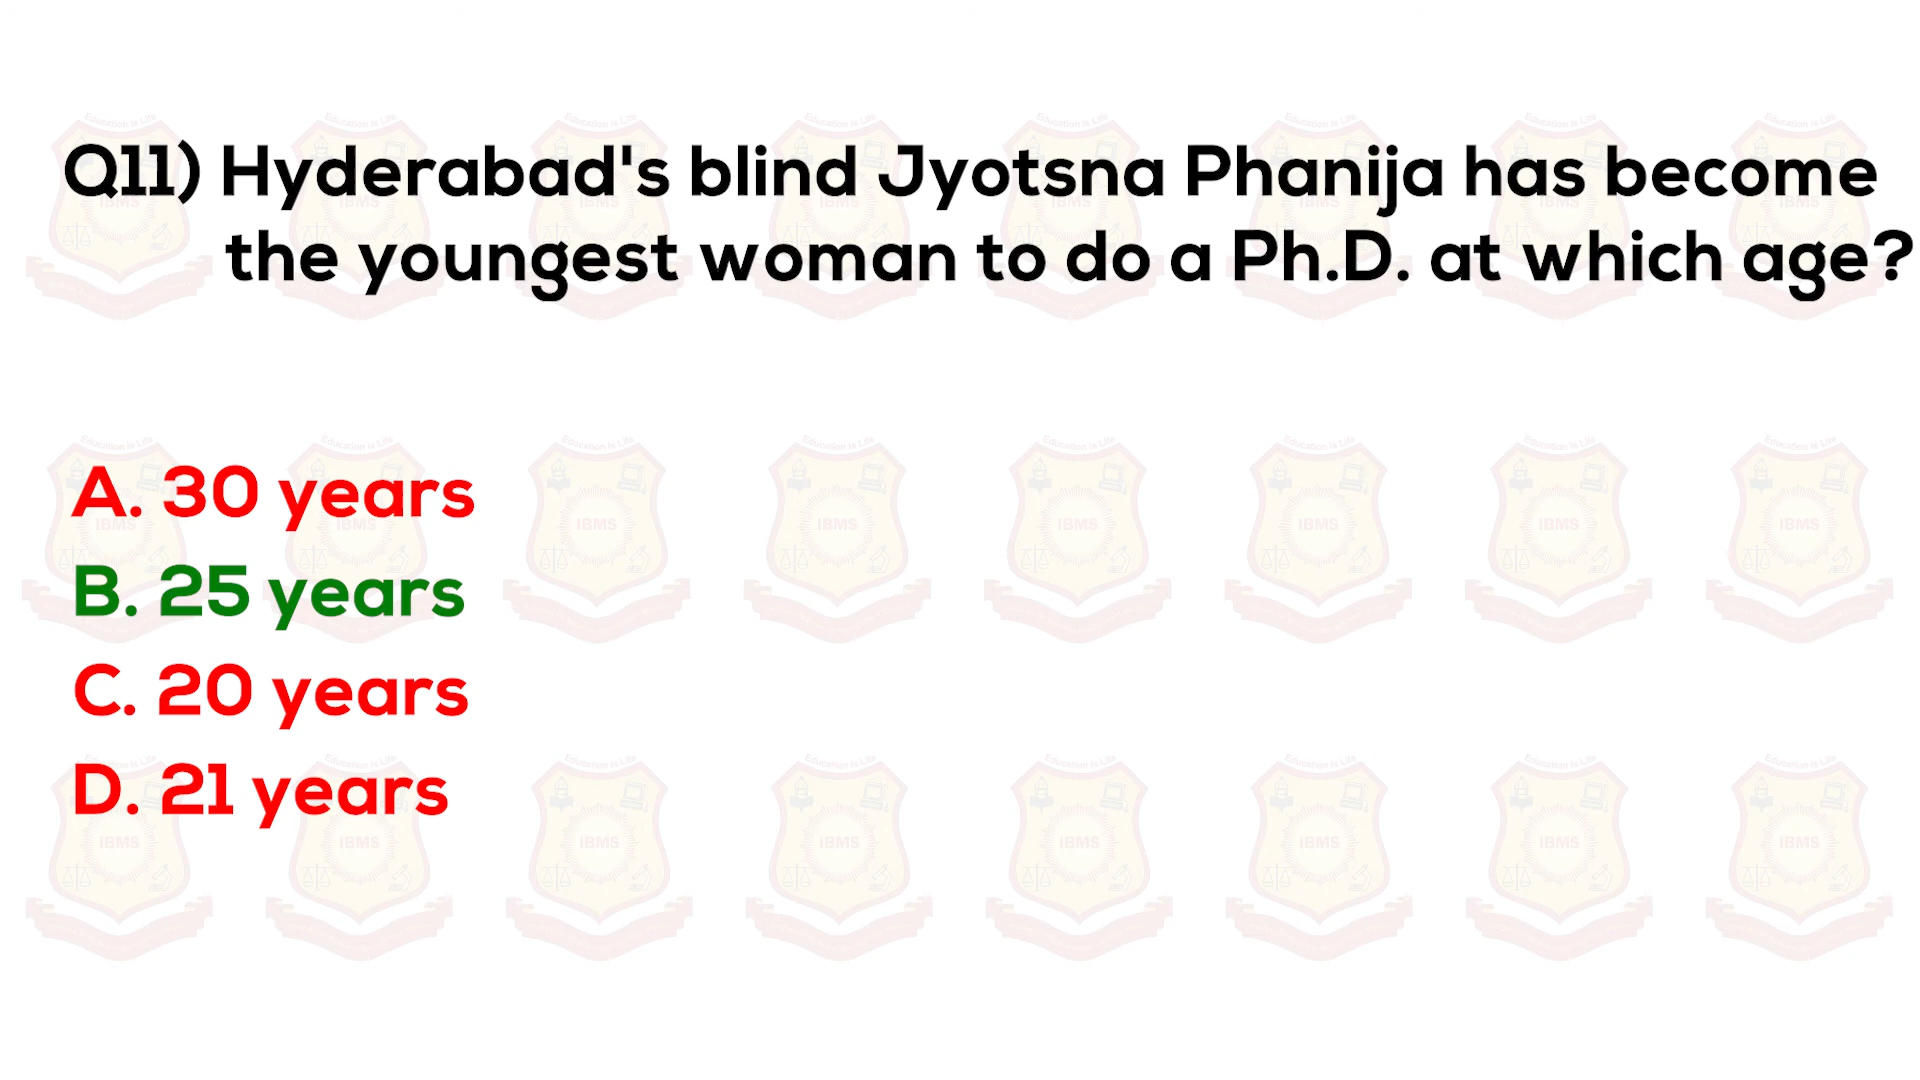 Q11) Hyderabad's blind Jyotsna Phanija has become
the youngest woman to do a Ph.D. at which age?
A. 30 years
B. 25 years
C. 20 years
D. 21 years